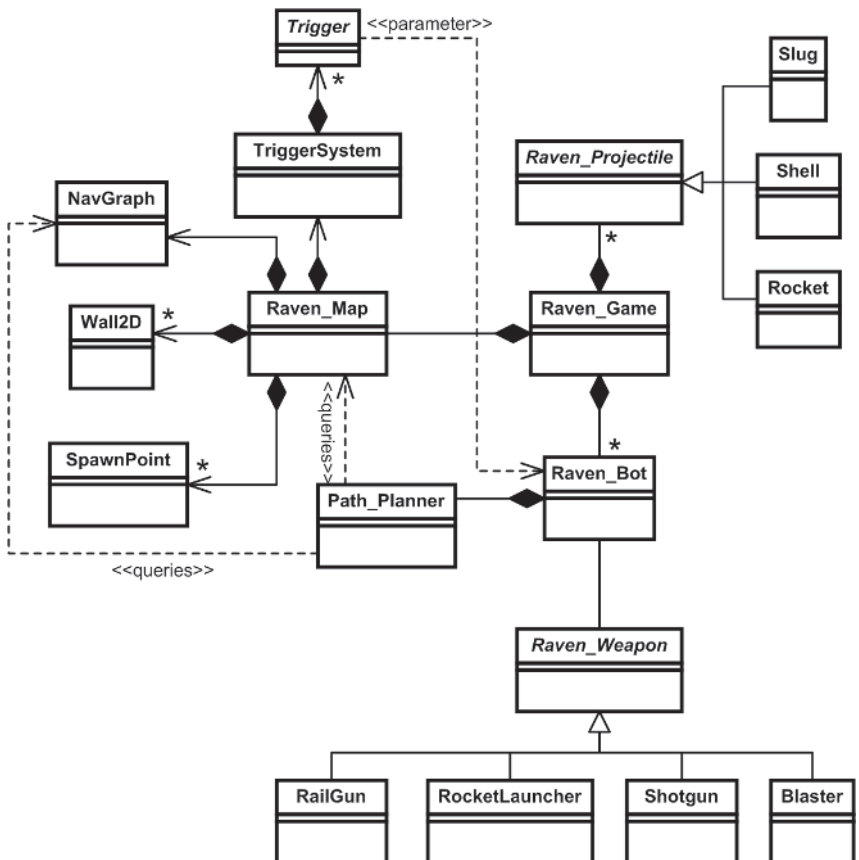 Trigger
<<parameter>>
*
Slug
TriggerSystem
Raven_Projectile
Shell
NavGraph
*
Rocket
Wall2D
*
Raven_Map
Raven_Game
<<queries>>
*
SpawnPoint
*
Path_Planner
Raven_Bot
<<queries>>
Raven_Weapon
RailGun
RocketLauncher
Shotgun
Blaster